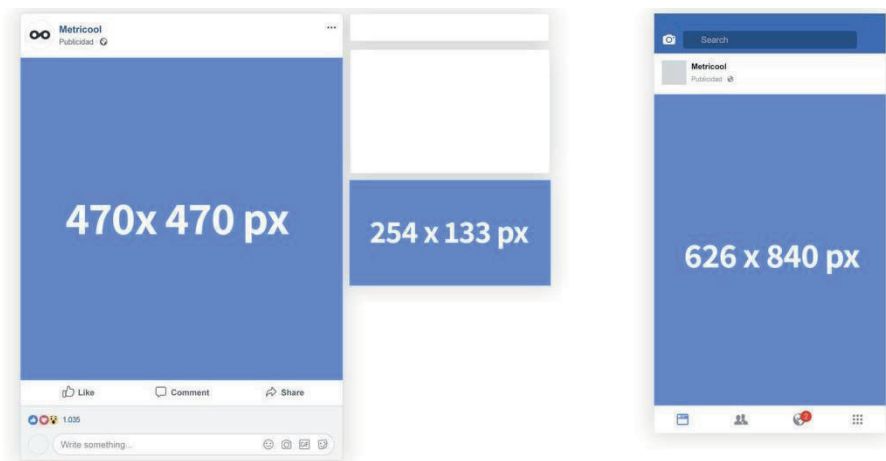 Metricool
Publicidad
...
470x 470 px
Like
Comment
Share
1.035
Write something...
GIF
254 x 133 px
Search
Metricool
Publicidad
626 x 840 px
2